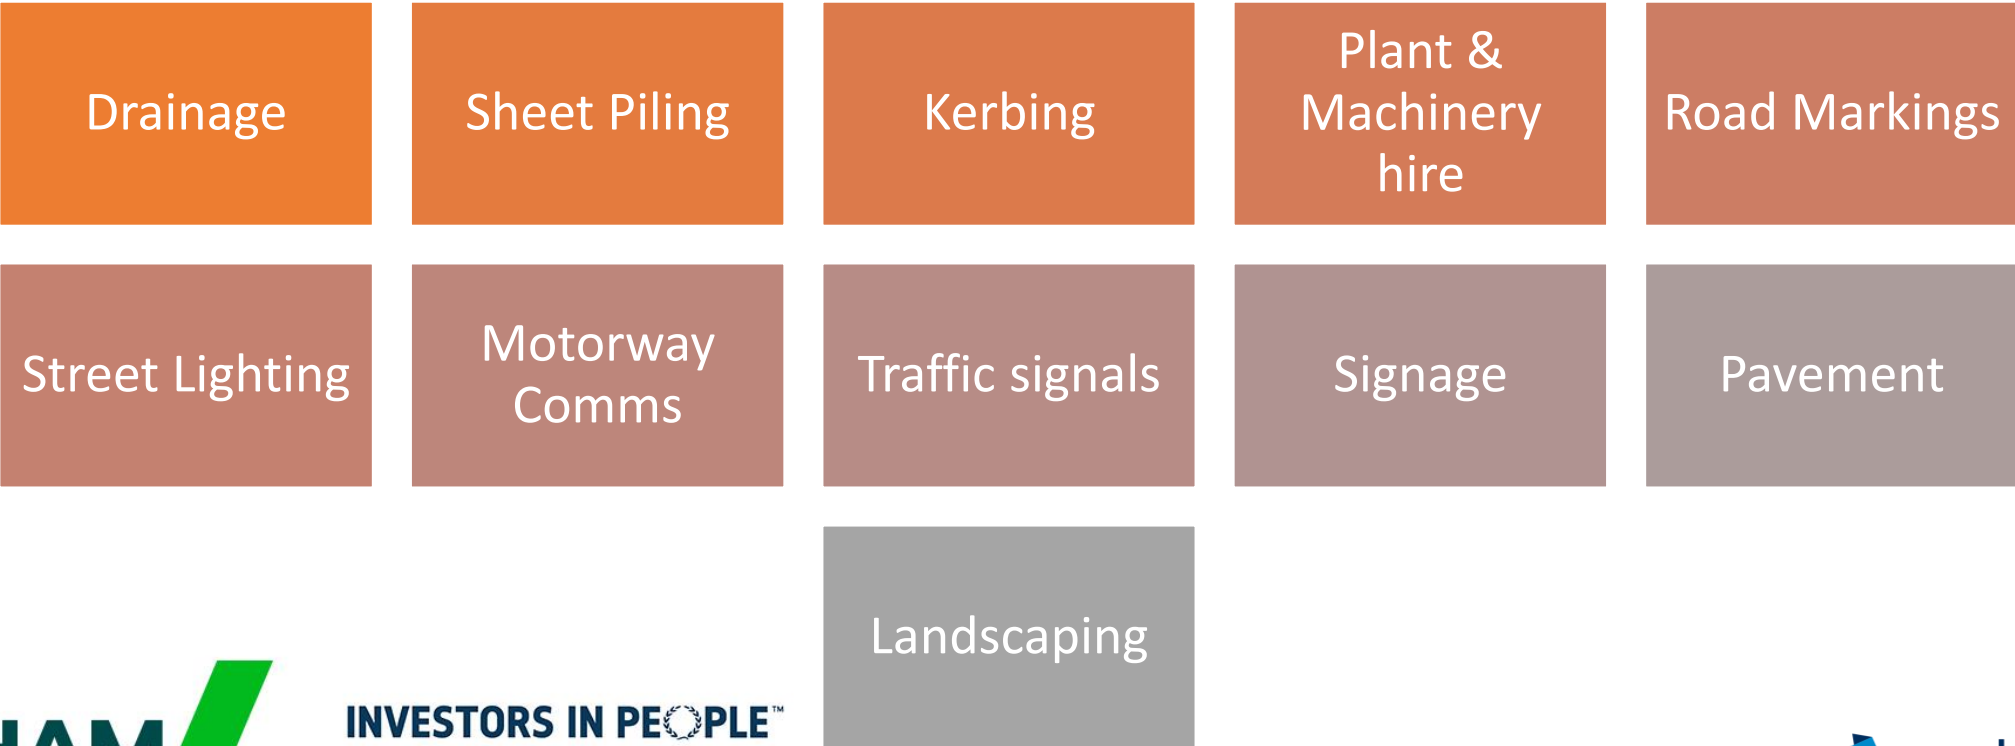 Drainage
Sheet Piling
Kerbing
Plant &
Machinery
hire
Road Markings
Street Lighting
Motorway
Comms
Traffic signals
Signage
Pavement
Landscaping
INVESTORS IN PEOPLE™